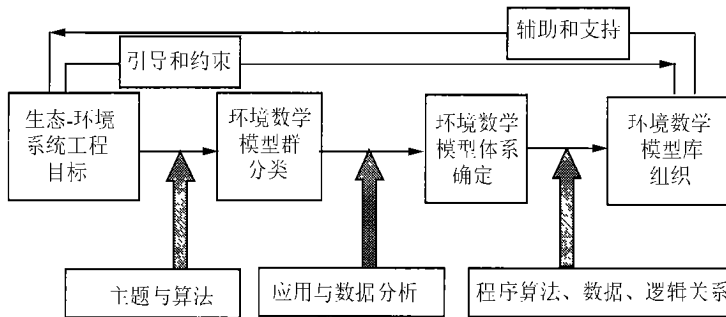 辅助和支持
引导和约束
生态-环境
系统工程
目标
环境数学
模型群
分类
环境数学
模型体系
确定
环境数学
模型库
组织
主题与算法
应用与数据分析
程序算法、数据、逻辑关系